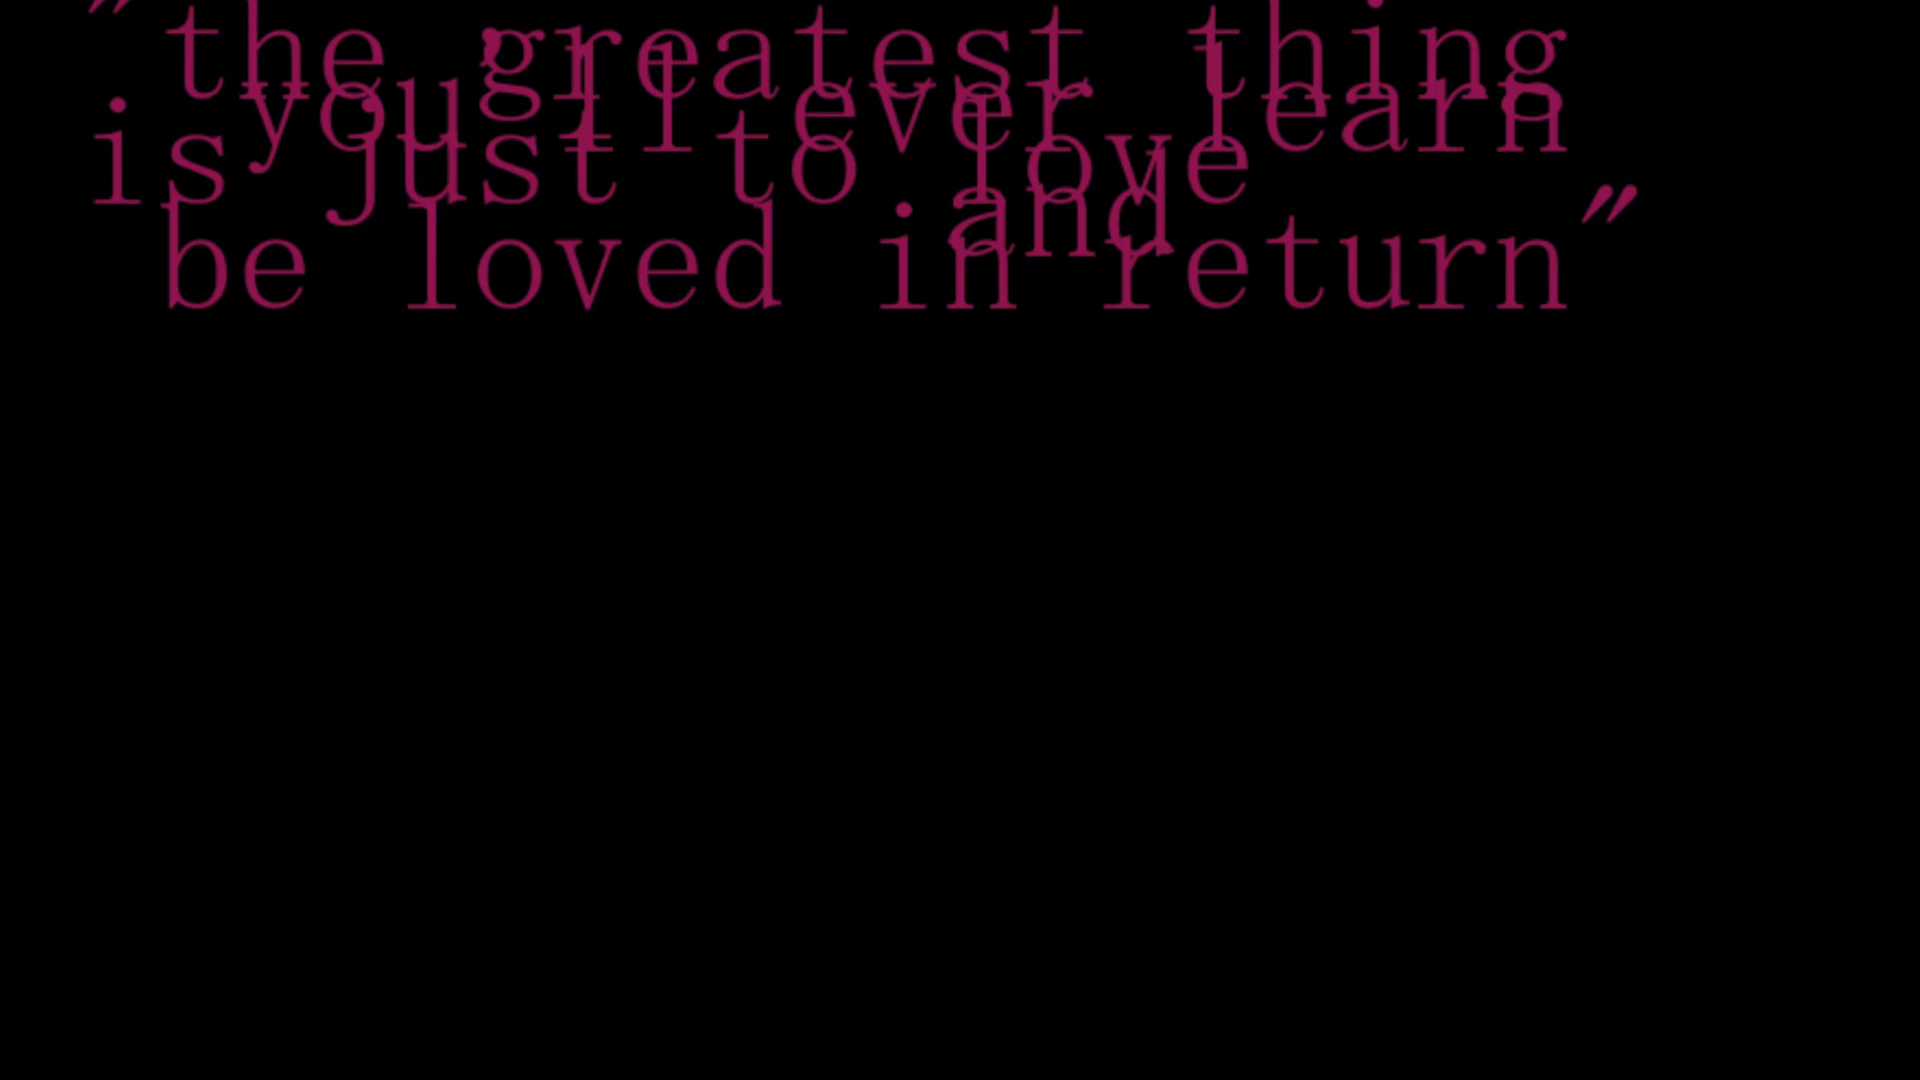 "the greatest thing
you'll ever learn
is just to love
and
be loved in return"